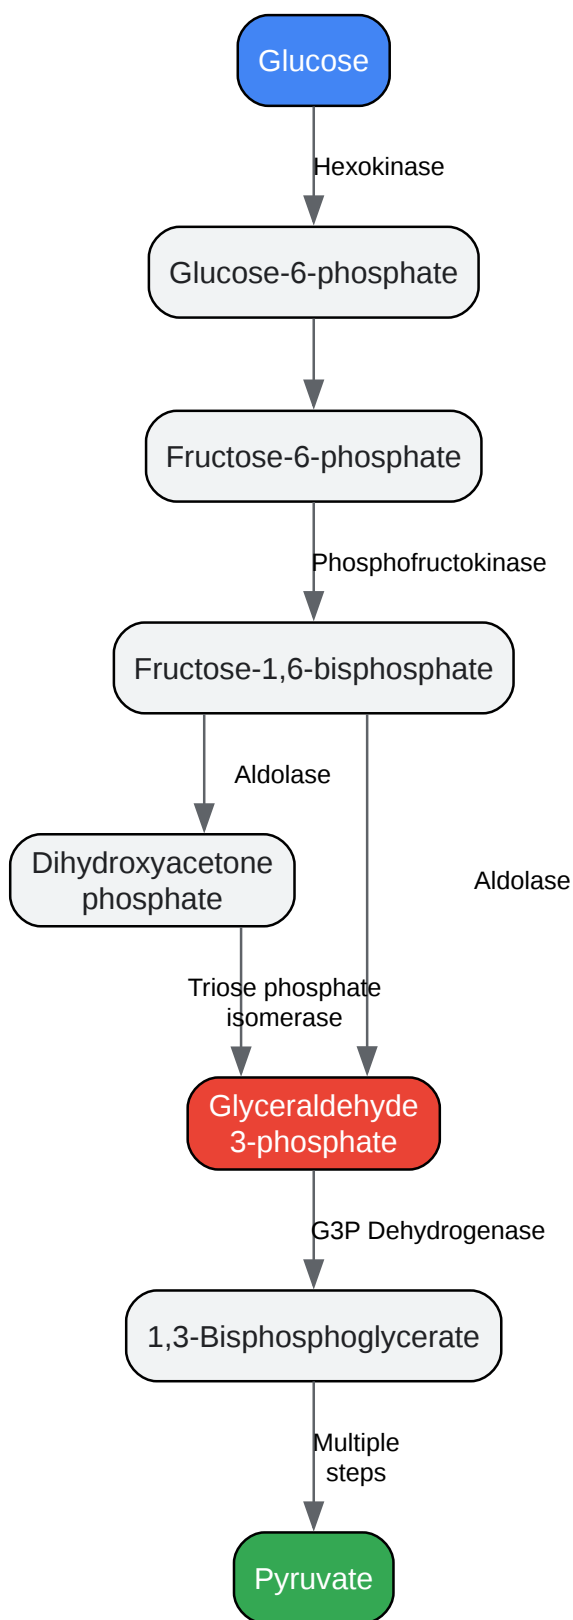 Glucose
Hexokinase
Glucose-6-phosphate
Fructose-6-phosphate
Phosphofructokinase
Fructose-1,6-bisphosphate
Aldolase
Dihydroxyacetone
phosphate
Aldolase
Triose phosphate
isomerase
Glyceraldehyde
3-phosphate
G3P Dehydrogenase
1,3-Bisphosphoglycerate
Multiple
steps
Pyruvate